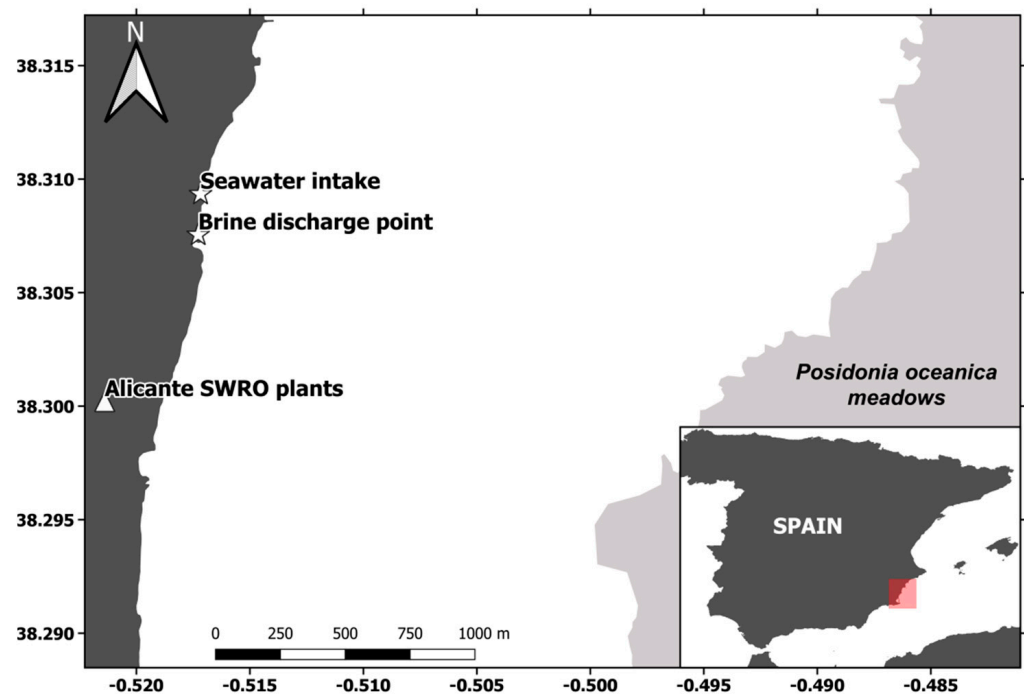 N
38.315
38.310
38.305
38.300
38.295
38.290
Seawater intake
Brine discharge point
Alicante SWRO plants
Posidonia oceanica
meadows
SPAIN
0 250 500 750 1000 m
-0.520 -0.515 -0.510 -0.505 -0.500 -0.495 -0.490 -0.485